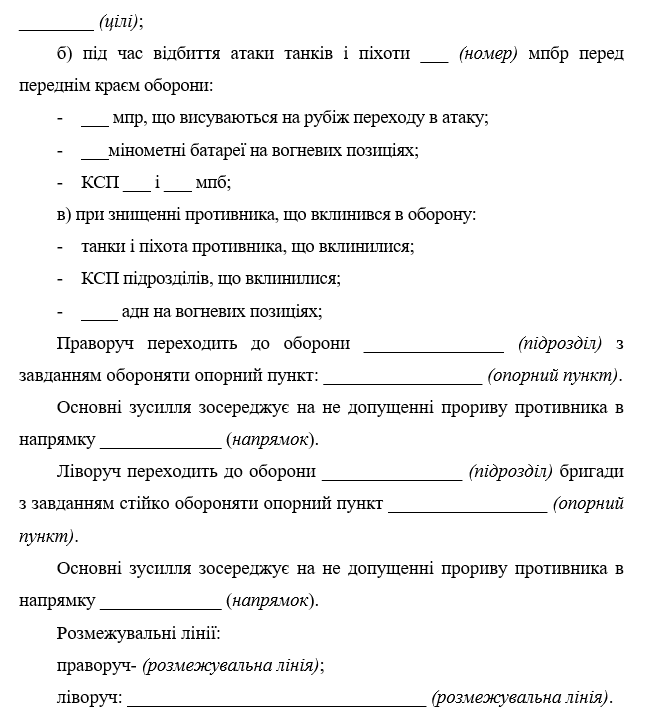 ________ (цілі);
б) під час відбиття атаки танків і піхоти ___ (номер) мпбр перед
переднім краєм оборони:
- ___ мпр, що висуваються на рубіж переходу в атаку;
- ___мінометні батареї на вогневих позиціях;
- КСП ___ і ___ мпб;
в) при знищенні противника, що вклинився в оборону:
- танки і піхота противника, що вклинилися;
- КСП підрозділів, що вклинилися;
- ____ адн на вогневих позиціях;
Праворуч переходить до оборони _______________ (підрозділ) з
завданням обороняти опорний пункт: _________________ (опорний пункт).
Основні зусилля зосереджує на не допущенні прориву противника в
напрямку _____________ (напрямок).
Ліворуч переходить до оборони _______________ (підрозділ) бригади
з завданням стійко обороняти опорний пункт _________________ (опорний
пункт).
Основні зусилля зосереджує на не допущенні прориву противника в
напрямку _____________ (напрямок).
Розмежувальні лінії:
праворуч- (розмежувальна лінія);
ліворуч: ________________________________ (розмежувальна лінія).